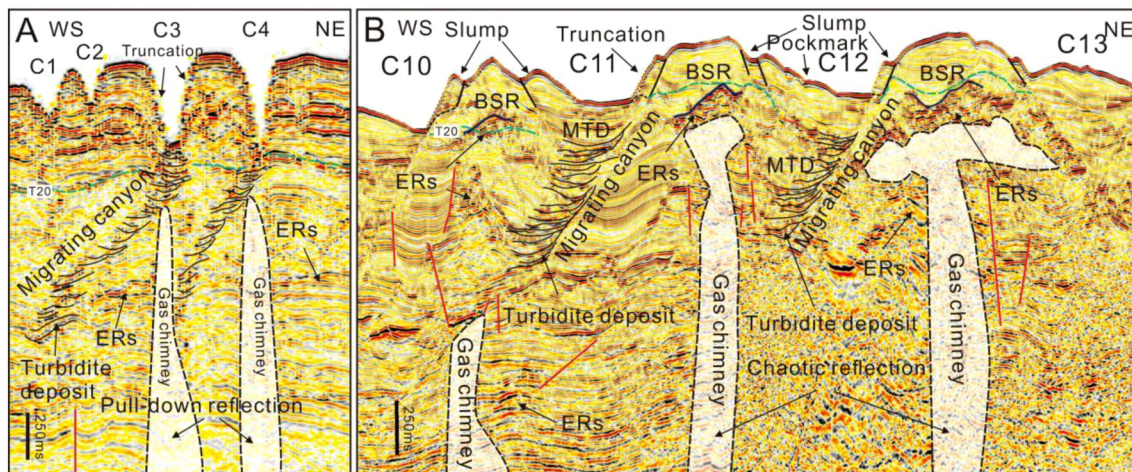 A
WS
C3
C4
NE
C1
C2
Truncation
T20
Migrating canyon
ERs
ERs
Gas chimney
Gas chimney
Turbidite
deposit
Pull-down reflection
250ms
B
WS
Slump
Truncation
Slump
Pockmark
NE
C10
C11
C12
C13
BSR
BSR
BSR
T20
MTD
MTD
ERs
ERs
ERs
Migrating canyon
Migrating canyon
ERs
Turbidite deposit
Turbidite deposit
Gas chimney
Gas chimney
Gas chimney
Chaotic reflection
ERs
250ms